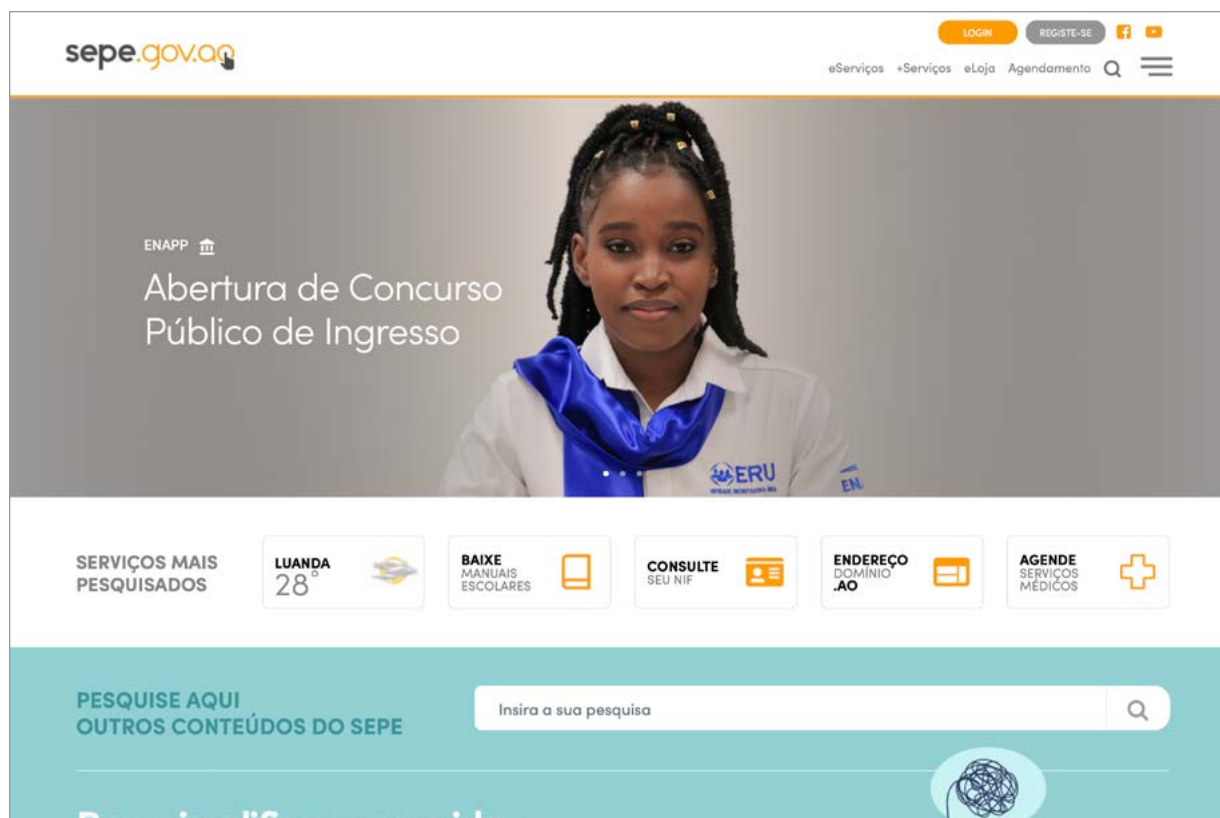 sepe.gov.ao
LOGIN
REGISTE-SE
eServiços +Serviços eLoja Agendamento
ENAPP
Abertura de Concurso
Público de Ingresso
ERU
EN.
SERVIÇOS MAIS
PESQUISADOS
LUANDA
28°
BAIXE
MANUAIS
ESCOLARES
CONSULTE
SEU NIF
ENDEREÇO
DOMÍNIO
.AO
AGENDE
SERVIÇOS
MÉDICOS
PESQUISE AQUI
OUTROS CONTEÚDOS DO SEPE
Insira a sua pesquisa